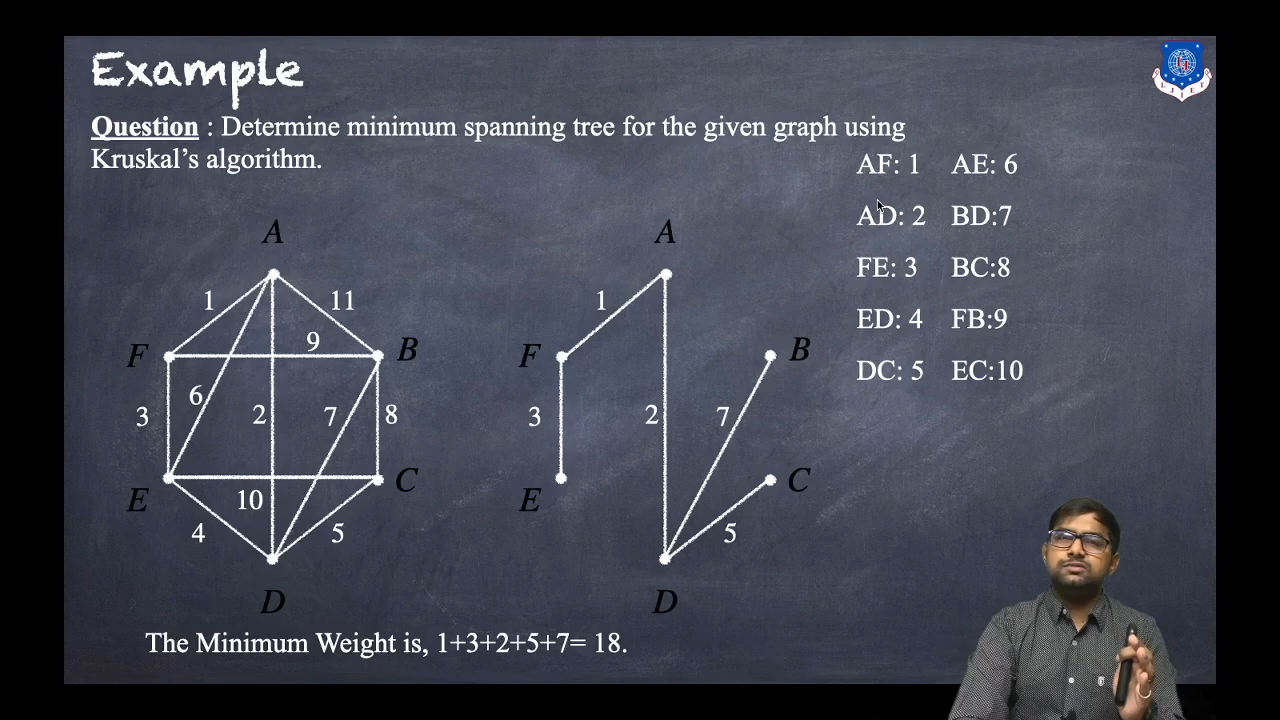 Example
Question : Determine minimum spanning tree for the given graph using
Kruskal’s algorithm.
AF: 1 AE: 6
AD: 2 BD:7
FE: 3 BC:8
ED: 4 FB:9
DC: 5 EC:10
A
1 11
F 9 B
3 6 2 7 8
E 10 C
4 5
D
A
1
F B
3 2 7
E C
5
D
The Minimum Weight is, 1+3+2+5+7= 18.